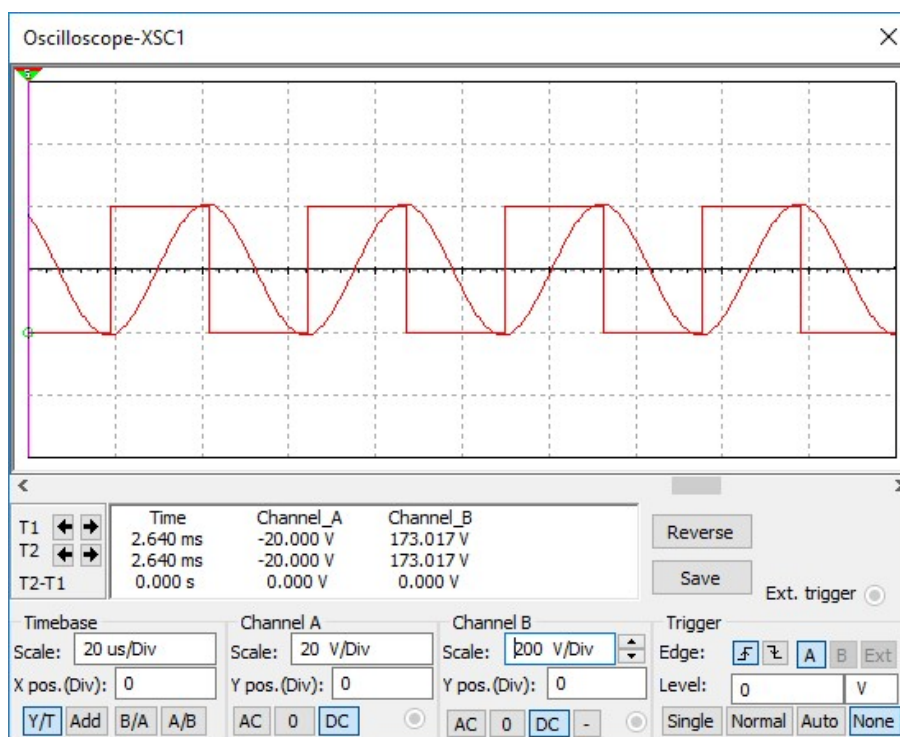 Oscilloscope-XSC1
Time Channel_A Channel_B
T1 2.640 ms -20.000 V 173.017 V
T2 2.640 ms -20.000 V 173.017 V
T2-T1 0.000 s 0.000 V 0.000 V
Reverse
Save
Ext. trigger
Timebase
Scale: 20 us/Div
X pos.(Div): 0
Y/T Add B/A A/B
Channel A
Scale: 20 V/Div
Y pos.(Div): 0
AC 0 DC
Channel B
Scale: 200 V/Div
Y pos.(Div): 0
AC 0 DC -
Trigger
Edge: A B Ext
Level: 0 V
Single Normal Auto None